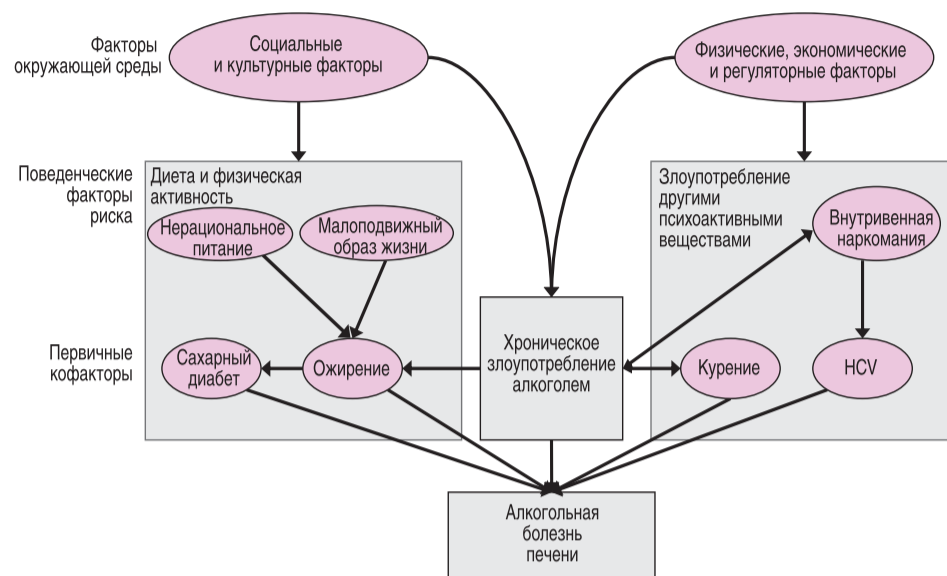 Факторы
окружающей среды
Социальные
и культурные факторы
Физические, экономические
и регуляторные факторы
Поведенческие
факторы
риска
Диета и физическая
активность
Нерациональное
питание
Малоподвижный
образ жизни
Злоупотребление
другими
психоактивными
веществами
Внутривенная
наркомания
Первичные
кофакторы
Сахарный
диабет
Ожирение
Хроническое
злоупотребление
алкоголем
Курение
HCV
Алкогольная
болезнь
печени